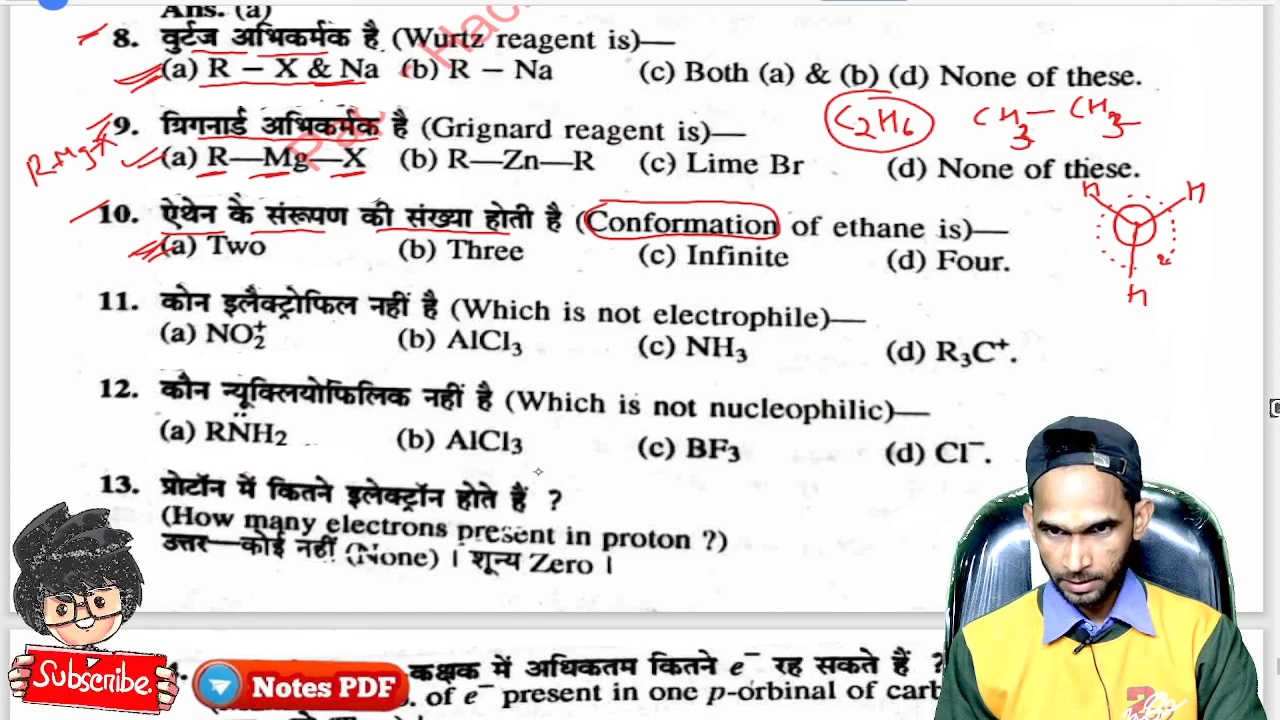 Ans. (a)
8. वुर्टज अभिकर्मक है (Wurtz reagent is)—
(a) R – X & Na (b) R – Na (c) Both (a) & (b) (d) None of these.
9. ग्रिगनार्ड अभिकर्मक है (Grignard reagent is)—
R-Mg-X
C2H6 CH3 – CH3
(a) R—Mg—X (b) R—Zn—R (c) Lime Br (d) None of these.
10. ऐथेन के संरूपण की संख्या होती है (Conformation of ethane is)—
(a) Two (b) Three (c) Infinite (d) Four.
H H
H
11. कोन इलैक्ट्रोफिल नहीं है (Which is not electrophile)—
(a) NO2+ (b) AlCl3 (c) NH3 (d) R3C+.
12. कौन न्यूक्लियोफिलिक नहीं है (Which is not nucleophilic)—
(a) RN̈H2 (b) AlCl3 (c) BF3 (d) Cl–.
13. प्रोटॉन में कितने इलेक्ट्रॉन होते हैं ?
(How many electrons present in proton ?)
उत्तर—कोई नहीं (None) । शून्य Zero ।
Subscribe.
Notes PDF
कक्षक में अधिकतम कितने e– रह सकते हैं ?
of e– present in one p-orbinal of carb